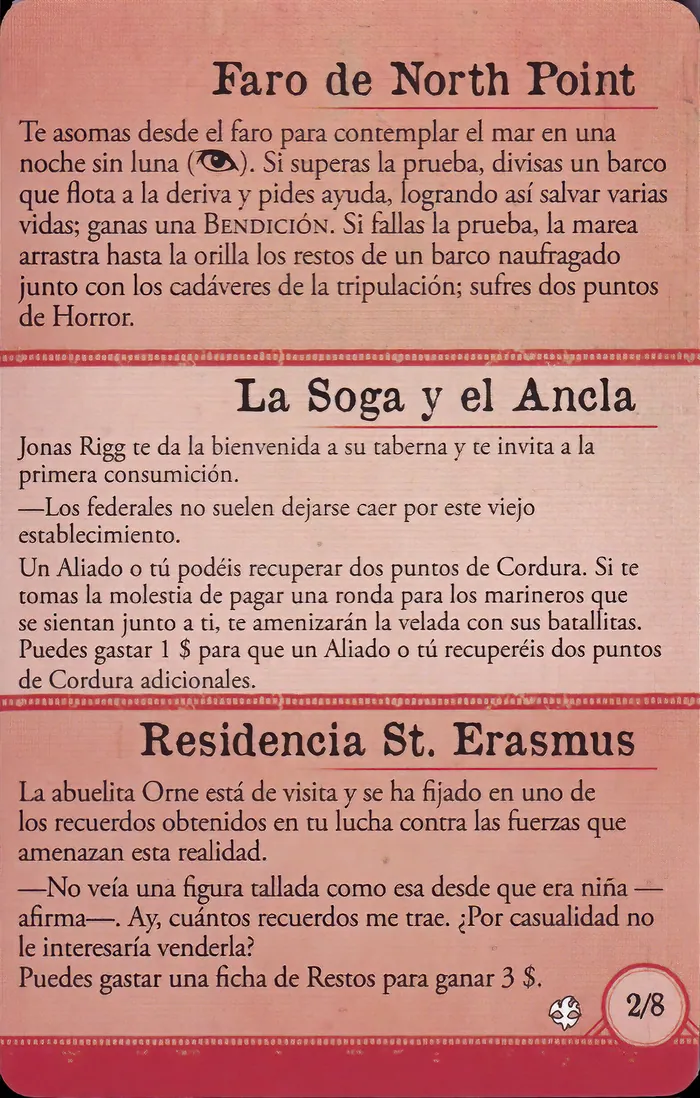 Faro de North Point
Te asomas desde el faro para contemplar el mar en una
noche sin luna (). Si superas la prueba, divisas un barco
que flota a la deriva y pides ayuda, logrando así salvar varias
vidas; ganas una BENDICIÓN. Si fallas la prueba, la marea
arrastra hasta la orilla los restos de un barco naufragado
junto con los cadáveres de la tripulación; sufres dos puntos
de Horror.
La Soga y el Ancla
Jonas Rigg te da la bienvenida a su taberna y te invita a la
primera consumición.
—Los federales no suelen dejarse caer por este viejo
establecimiento.
Un Aliado o tú podéis recuperar dos puntos de Cordura. Si te
tomas la molestia de pagar una ronda para los marineros que
se sientan junto a ti, te amenizarán la velada con sus batallitas.
Puedes gastar 1 $ para que un Aliado o tú recuperéis dos puntos
de Cordura adicionales.
Residencia St. Erasmus
La abuelita Orne está de visita y se ha fijado en uno de
los recuerdos obtenidos en tu lucha contra las fuerzas que
amenazan esta realidad.
—No veía una figura tallada como esa desde que era niña —
afirma—. Ay, cuántos recuerdos me trae. ¿Por casualidad no
le interesaría venderla?
Puedes gastar una ficha de Restos para ganar 3 $.
2/8